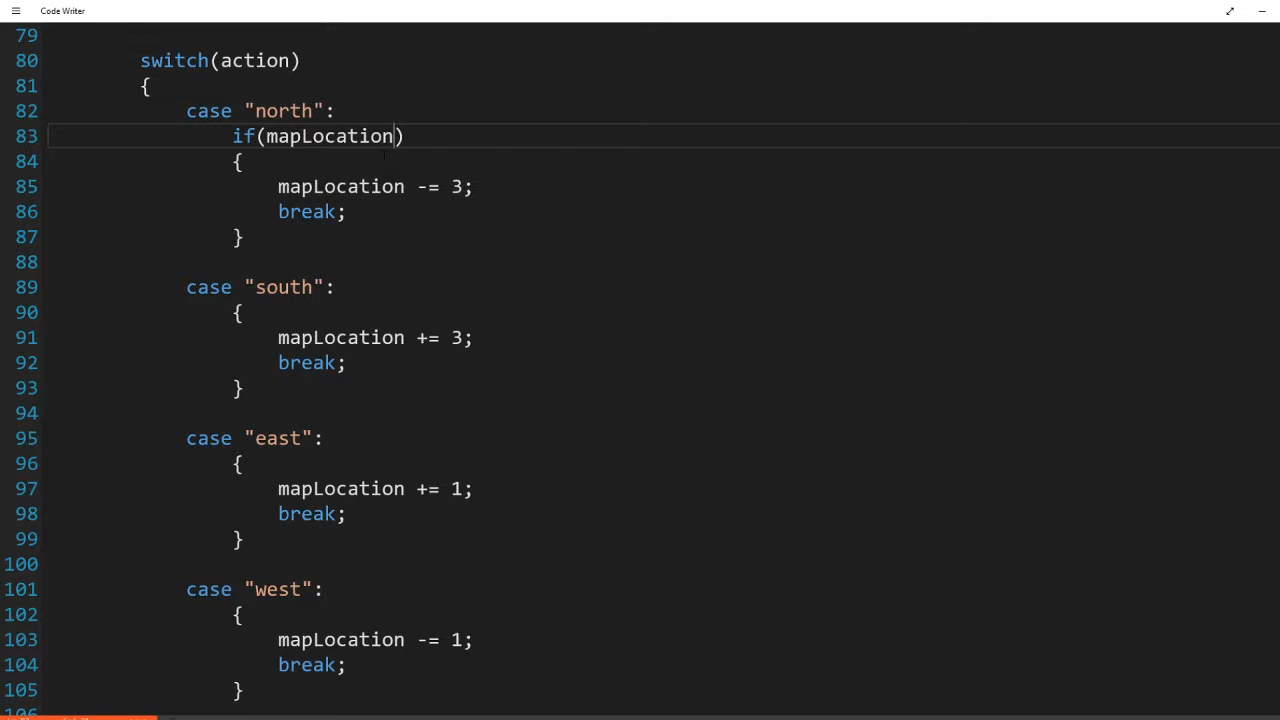 Code Writer
79
80 switch(action)
81 {
82 case "north":
83 if(mapLocation)
84 {
85 mapLocation -= 3;
86 break;
87 }
88
89 case "south":
90 {
91 mapLocation += 3;
92 break;
93 }
94
95 case "east":
96 {
97 mapLocation += 1;
98 break;
99 }
100
101 case "west":
102 {
103 mapLocation -= 1;
104 break;
105 }